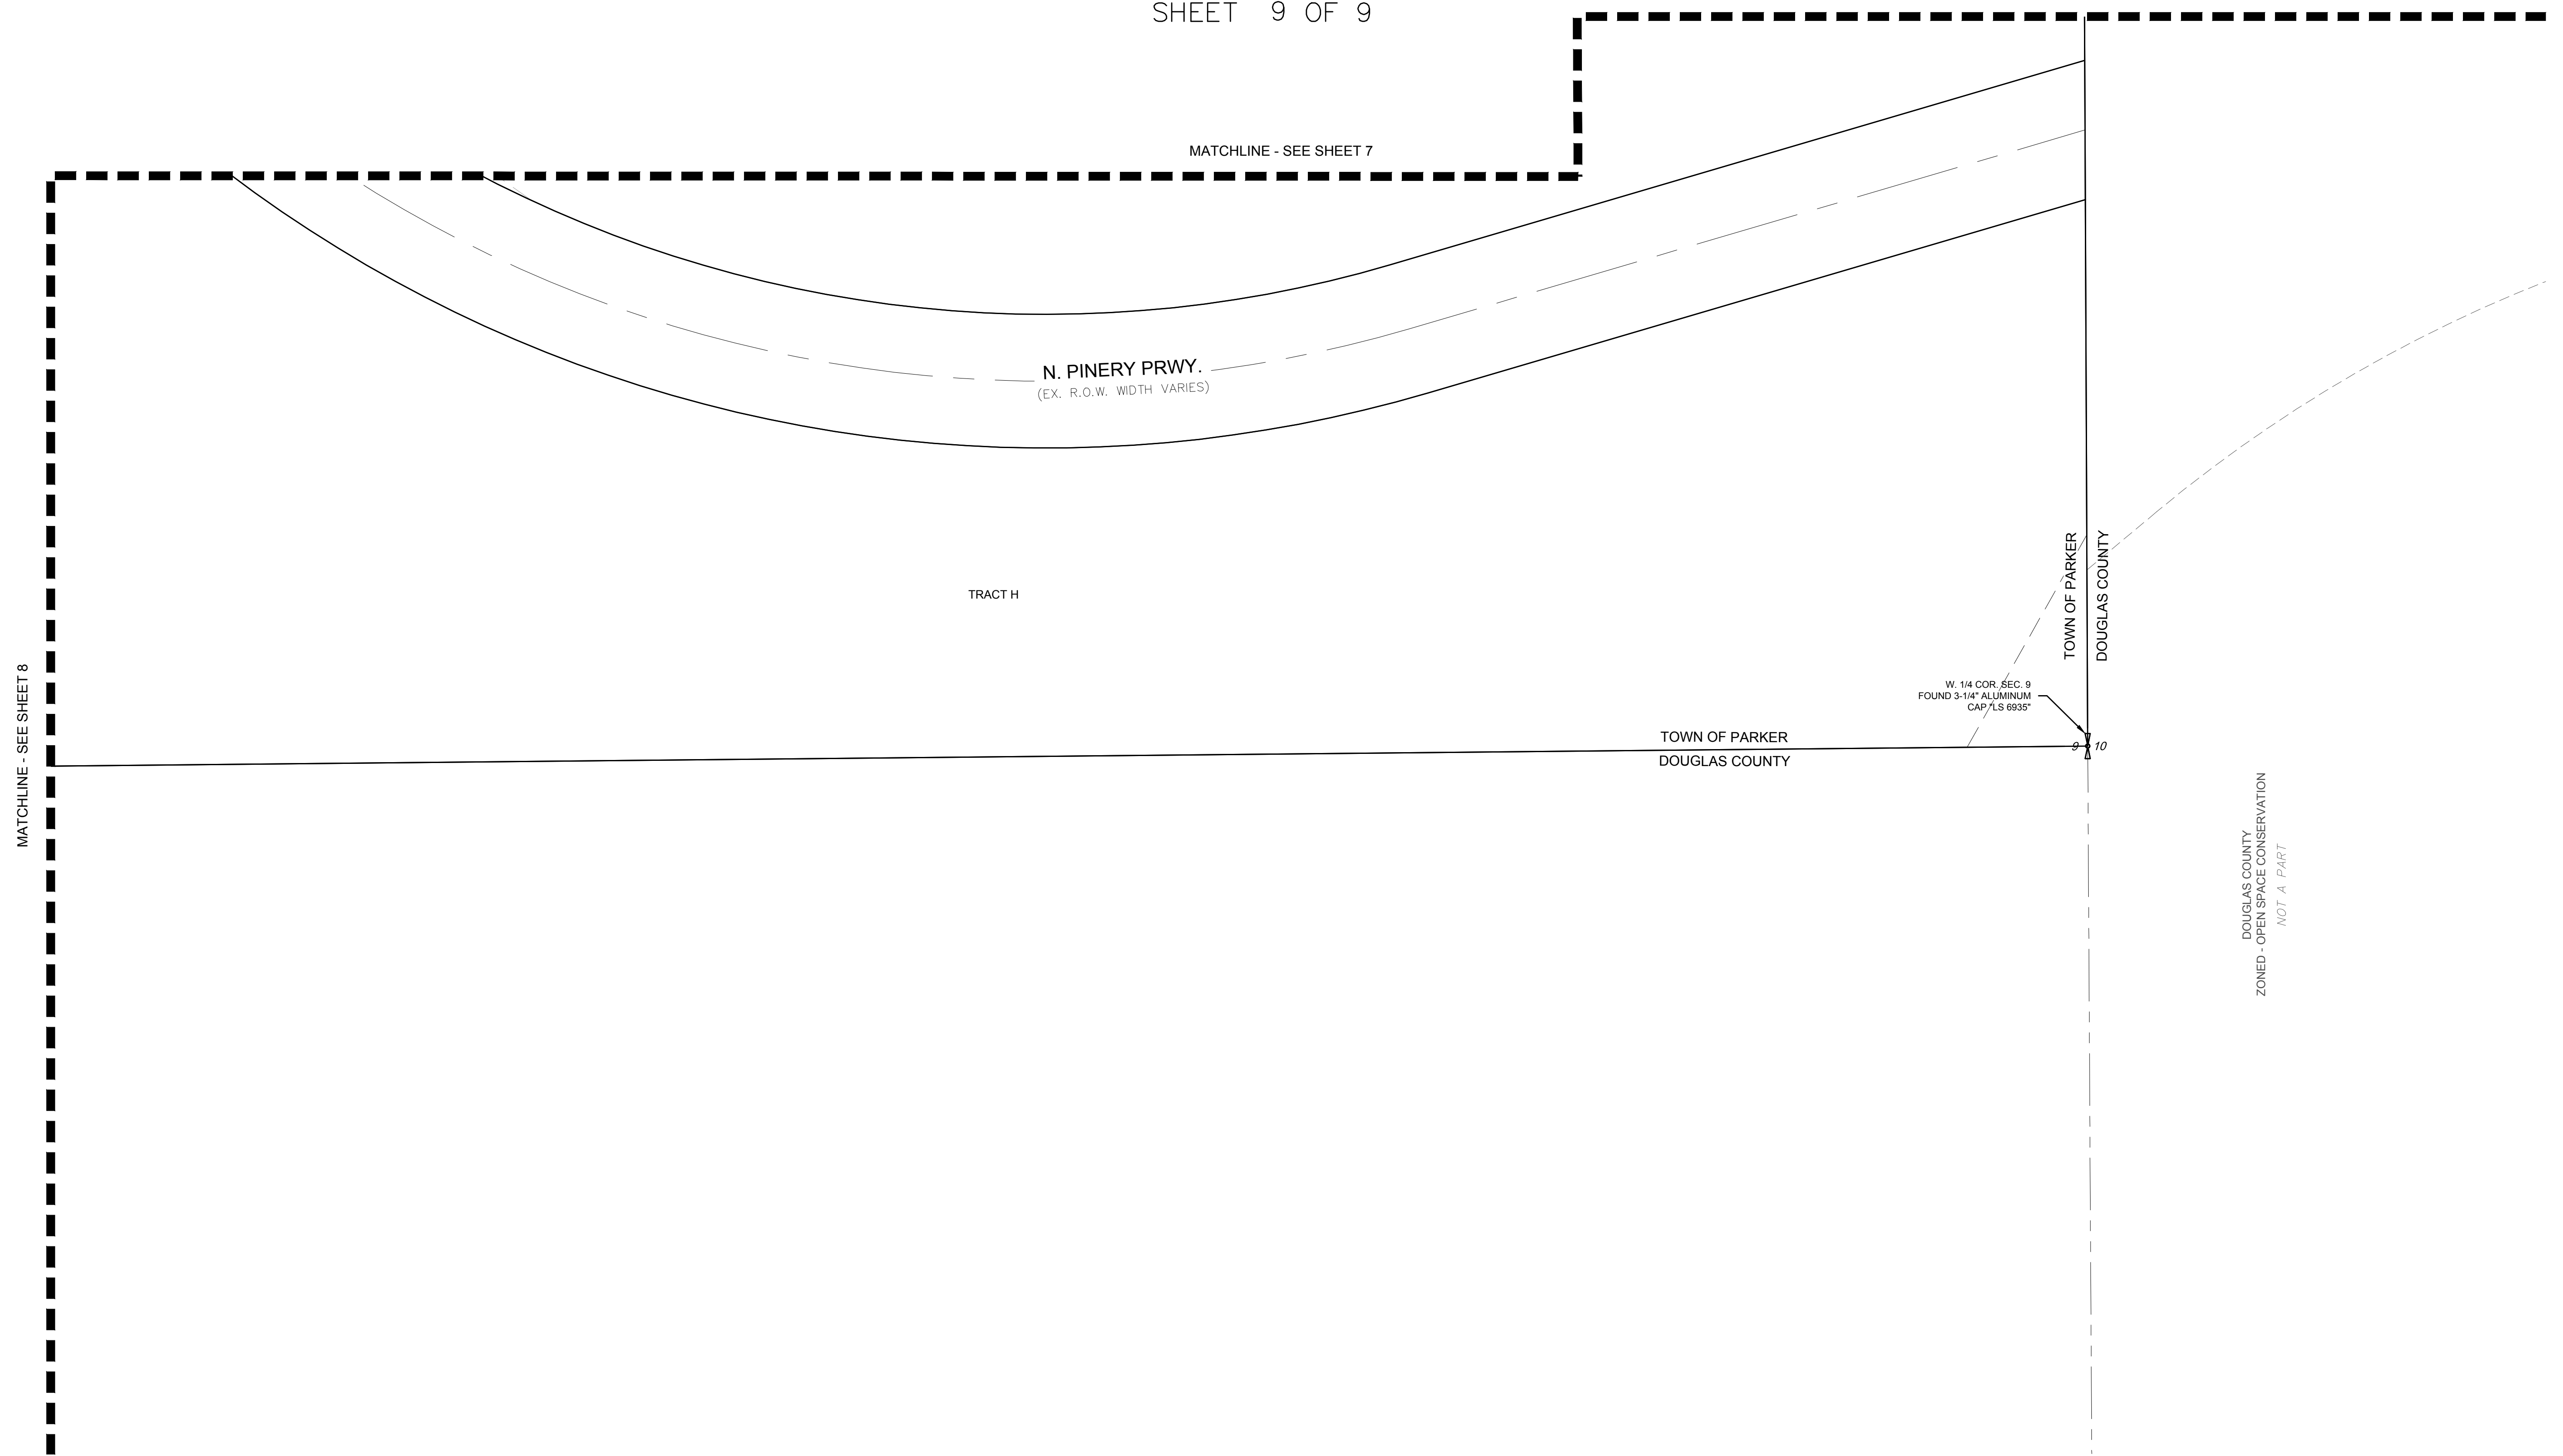 SHEET 9 OF 9
MATCHLINE - SEE SHEET 7
N. PINERY PRWY.
(EX. R.O.W. WIDTH VARIES)
TRACT H
TOWN OF PARKER
DOUGLAS COUNTY
MATCHLINE - SEE SHEET 8
W. 1/4 COR. SEC. 9
FOUND 3-1/4" ALUMINUM
CAP "LS 6935"
TOWN OF PARKER
DOUGLAS COUNTY
9 10
DOUGLAS COUNTY
ZONED - OPEN SPACE CONSERVATION
NOT A PART